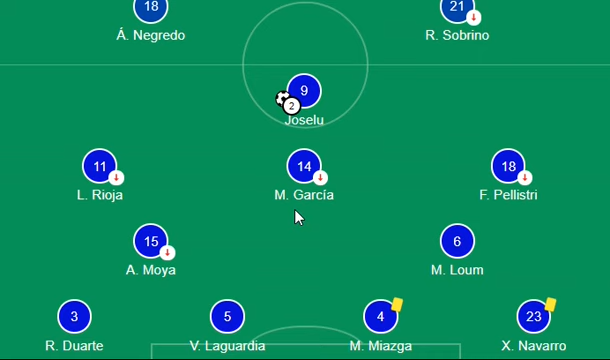 18
21
Á. Negredo
R. Sobrino
9
2
Joselu
11
14
18
L. Rioja
M. García
F. Pellistri
15
6
A. Moya
M. Loum
3
5
4
23
R. Duarte
V. Laguardia
M. Miazga
X. Navarro